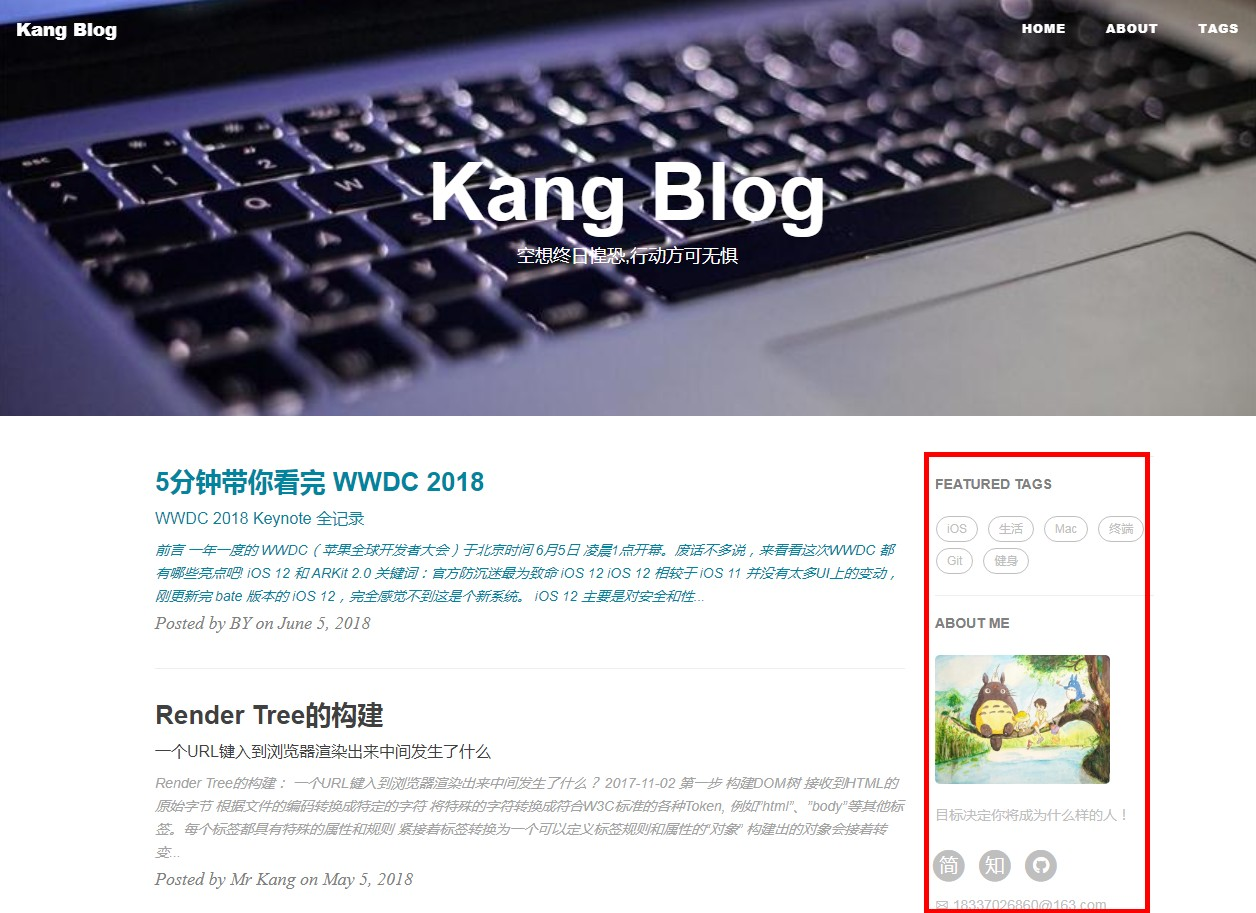 Kang Blog
HOME ABOUT TAGS
Kang Blog
空想终日惶恐,行动方可无惧
5分钟带你看完 WWDC 2018
WWDC 2018 Keynote 全记录
前言 一年一度的 WWDC（苹果全球开发者大会）于北京时间 6月5日 凌晨1点开幕。废话不多说，来看看这次WWDC 都
有哪些亮点吧! iOS 12 和 ARKit 2.0 关键词：官方防沉迷最为致命 iOS 12 iOS 12 相较于 iOS 11 并没有太多UI上的变动，
刚更新完 bate 版本的 iOS 12，完全感觉不到这是个新系统。 iOS 12 主要是对安全和性...
Posted by BY on June 5, 2018
Render Tree的构建
一个URL键入到浏览器渲染出来中间发生了什么
Render Tree的构建： 一个URL键入到浏览器渲染出来中间发生了什么？ 2017-11-02 第一步 构建DOM树 接收到HTML的
原始字节 根据文件的编码转换成特定的字符 将特殊的字符转换成符合W3C标准的各种Token, 例如“html”、“body”等其他标
签。每个标签都具有特殊的属性和规则 紧接着标签转换为一个可以定义标签规则和属性的“对象” 构建出的对象会接着转
变...
Posted by Mr Kang on May 5, 2018
FEATURED TAGS
iOS 生活 Mac 终端
Git 健身
ABOUT ME
目标决定你将成为什么样的人！
简 知
18337026860@163.com